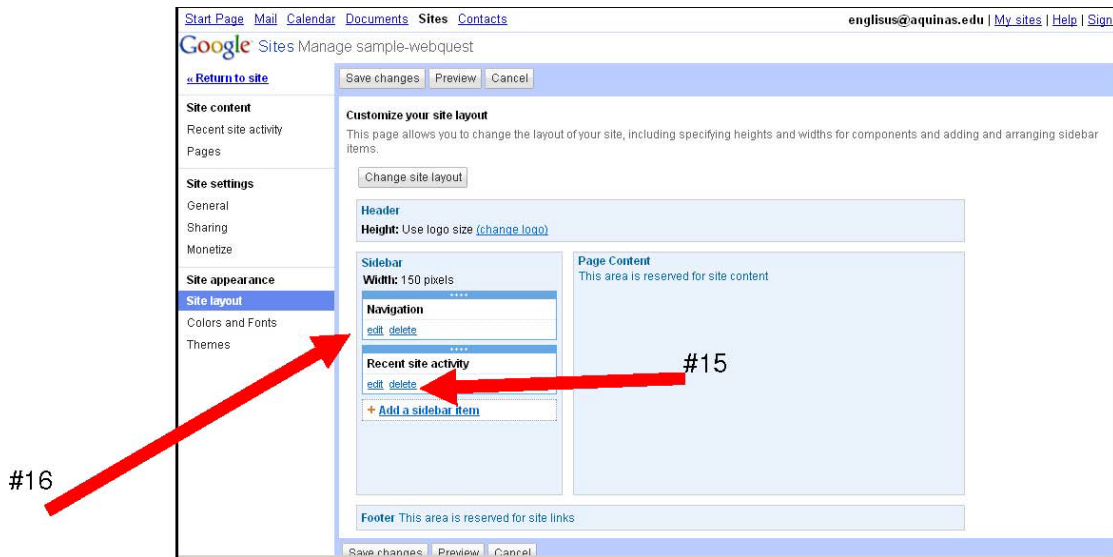 Start Page Mail Calendar Documents Sites Contacts englisus@aquinas.edu | My sites | Help | Sign
Google Sites Manage sample-webquest
« Return to site
Save changes Preview Cancel
Site content
Recent site activity
Pages
Site settings
General
Sharing
Monetize
Site appearance
Site layout
Colors and Fonts
Themes
Customize your site layout
This page allows you to change the layout of your site, including specifying heights and widths for components and adding and arranging sidebar
items.
Change site layout
Header
Height: Use logo size (change logo)
Sidebar
Width: 150 pixels
Navigation
edit delete
Recent site activity
edit delete
+ Add a sidebar item
Page Content
This area is reserved for site content
#15
#16
Footer This area is reserved for site links
Save changes Preview Cancel